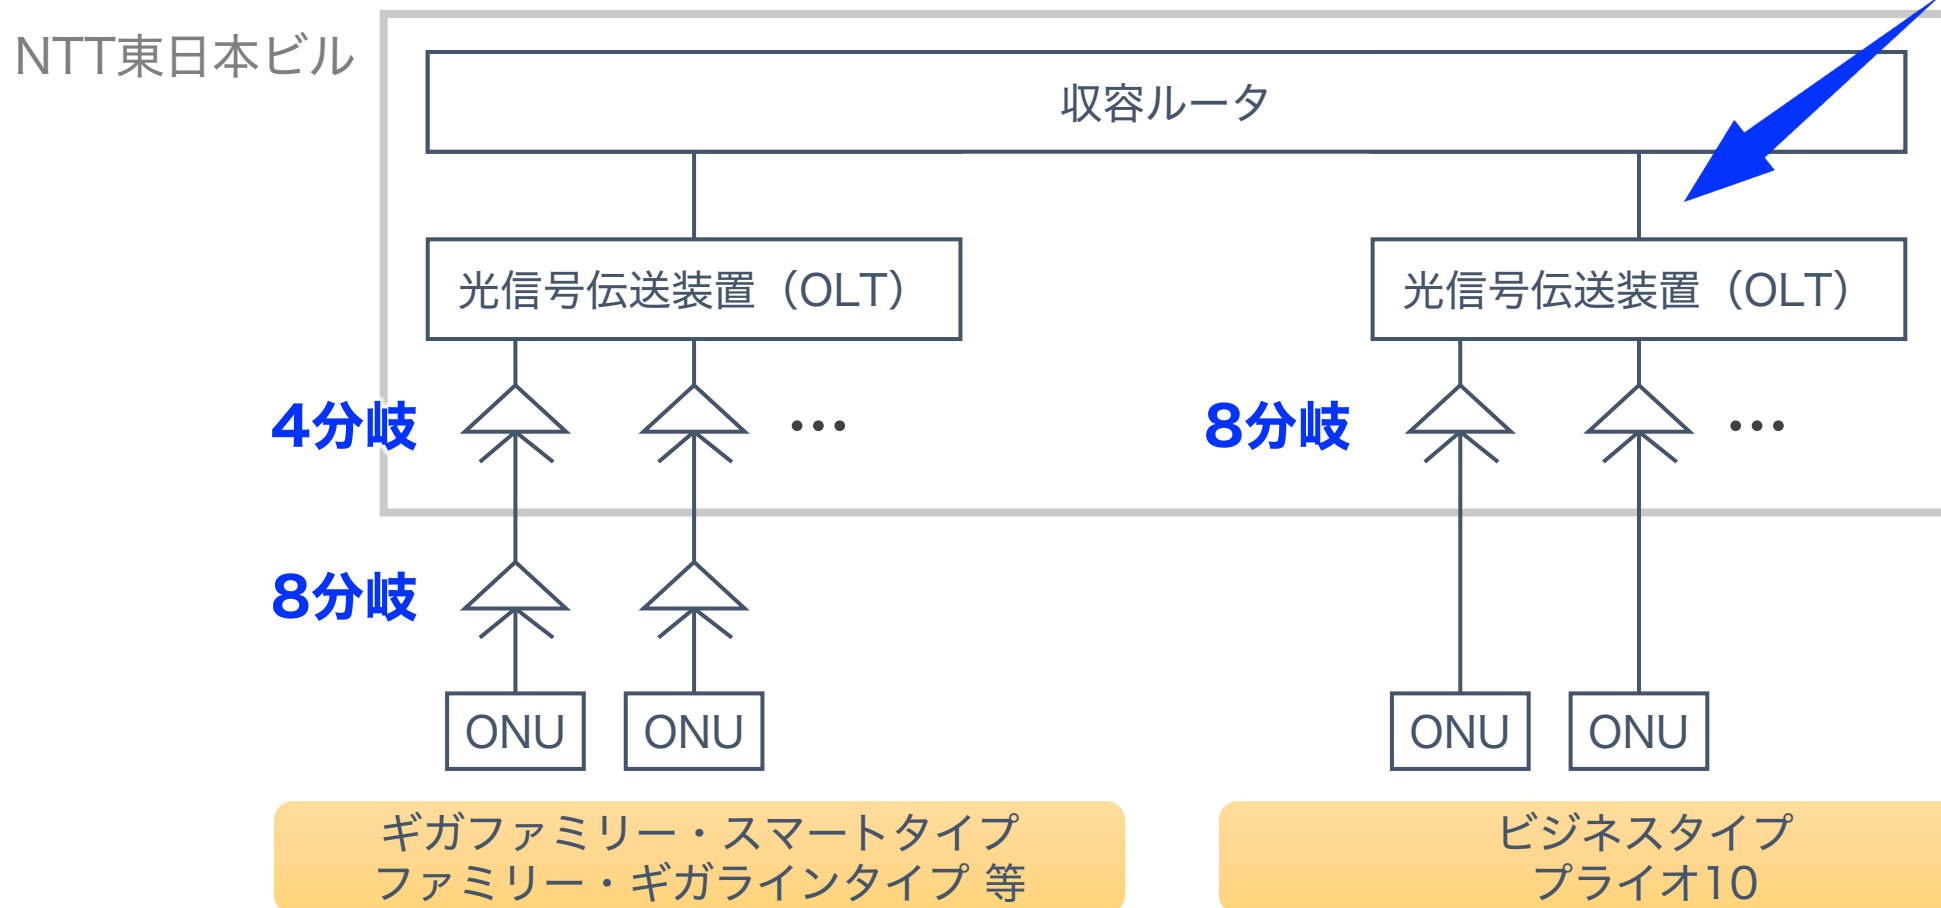 NTT東日本ビル
収容ルータ
光信号伝送装置（OLT）
光信号伝送装置（OLT）
4分岐
…
8分岐
…
8分岐
ONU
ONU
ONU
ONU
ギガファミリー・スマートタイプ
ファミリー・ギガラインタイプ 等
ビジネスタイプ
プライオ10